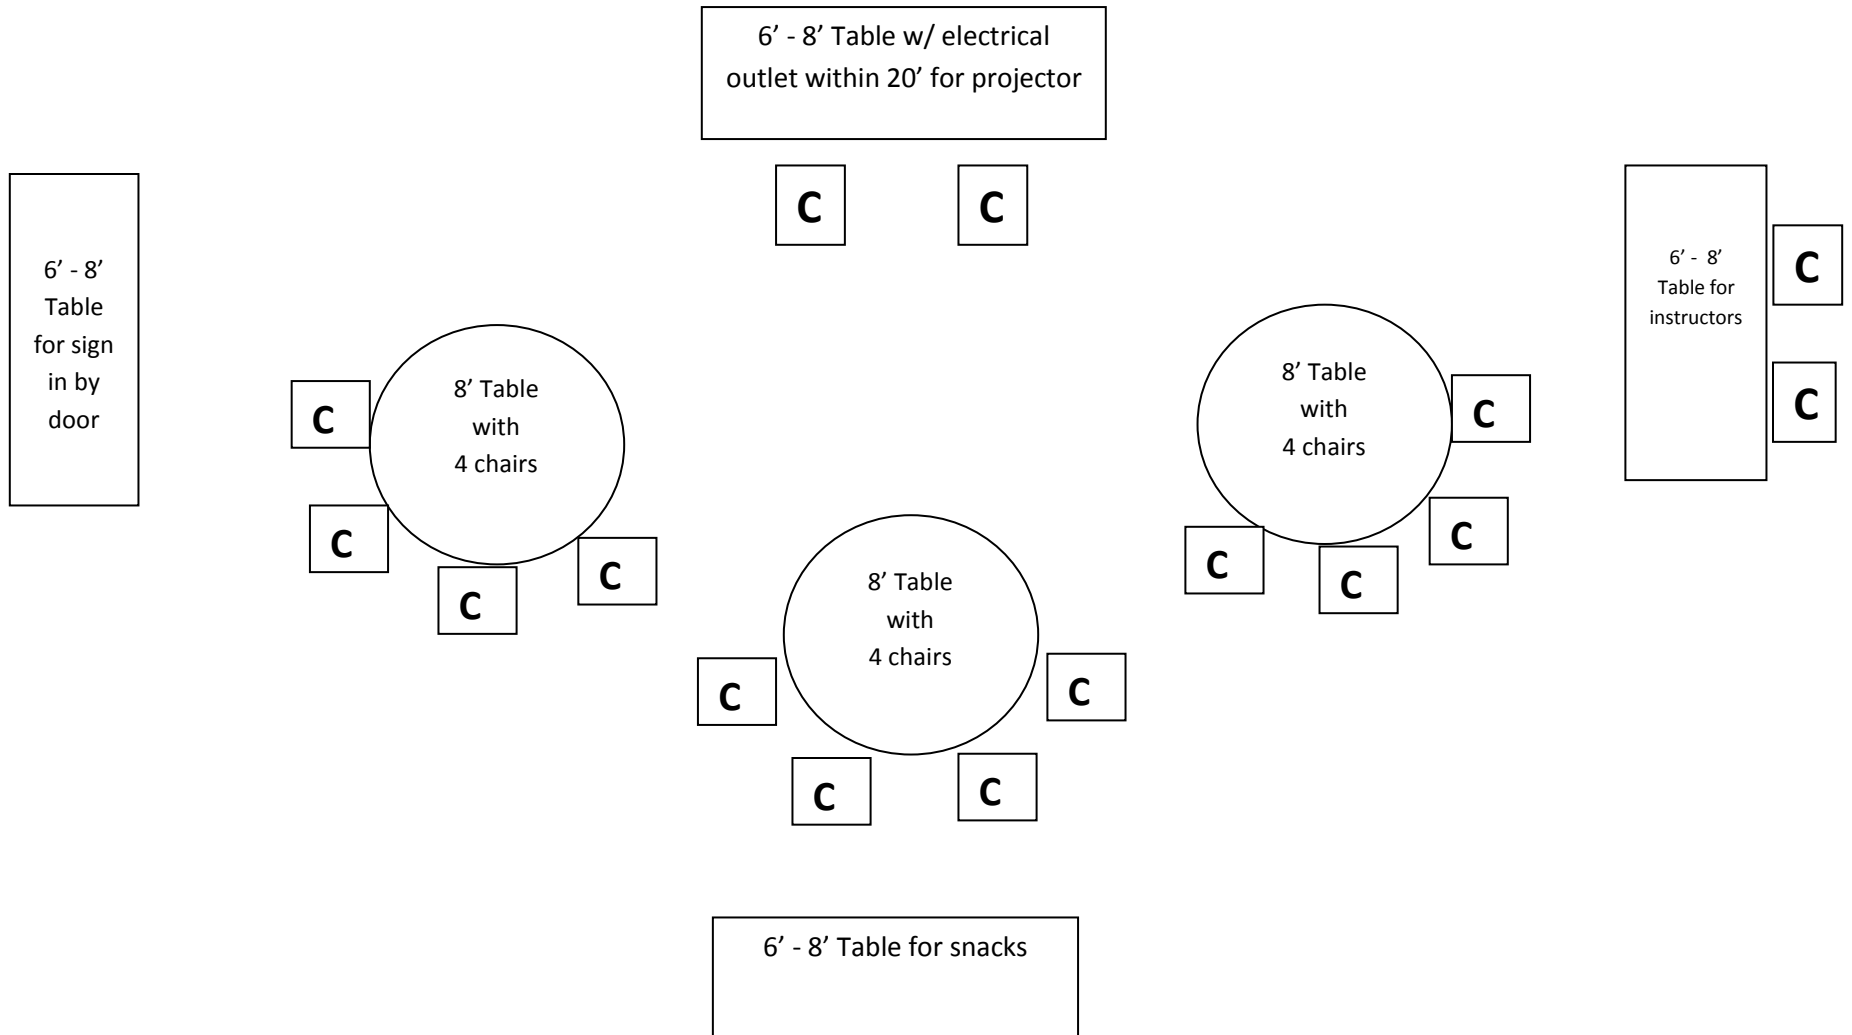 6’ - 8’ Table w/ electrical
outlet within 20’ for projector
C
C
6’ - 8’
Table
for sign
in by
door
6’ - 8’
Table for
instructors
C
C
8’ Table
with
4 chairs
C
C
C
C
8’ Table
with
4 chairs
C
C
C
C
8’ Table
with
4 chairs
C
C
C
C
6’ - 8’ Table for snacks